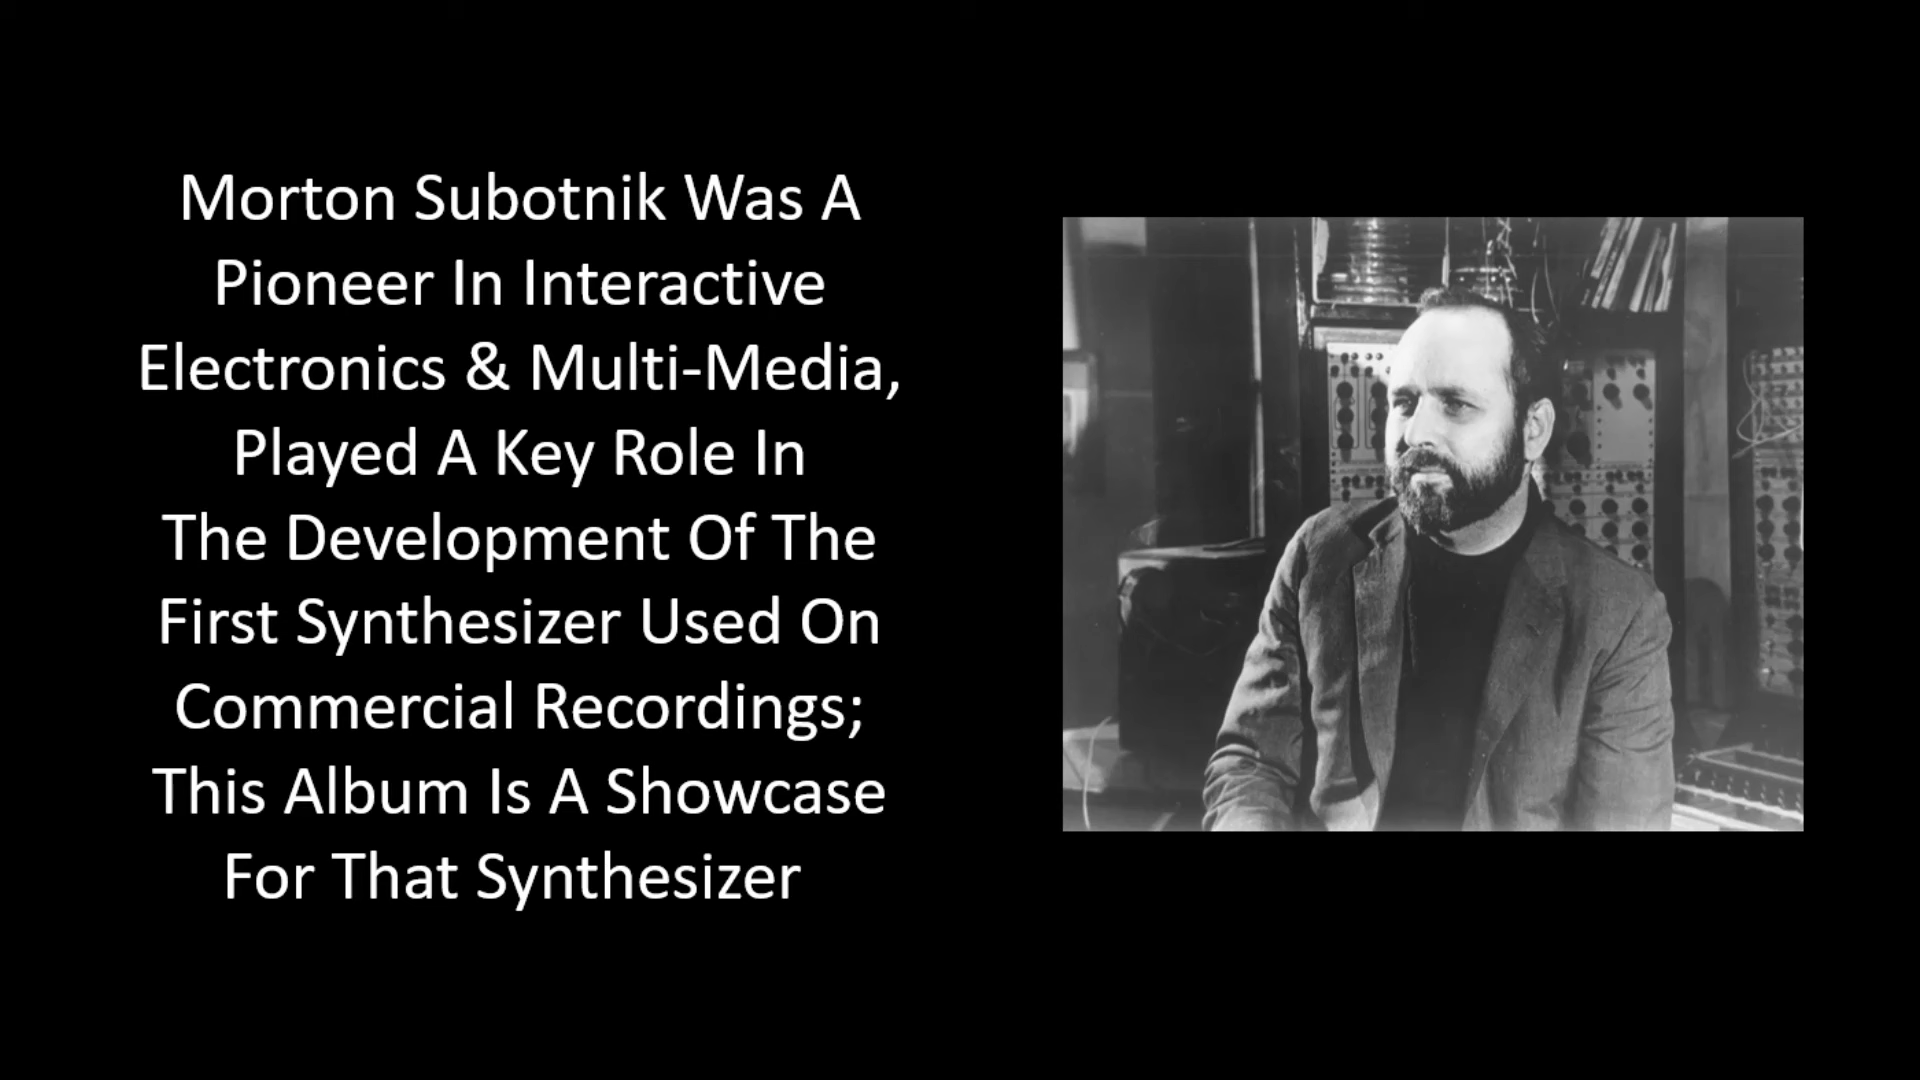 Morton Subotnik Was A
Pioneer In Interactive
Electronics & Multi-Media,
Played A Key Role In
The Development Of The
First Synthesizer Used On
Commercial Recordings;
This Album Is A Showcase
For That Synthesizer